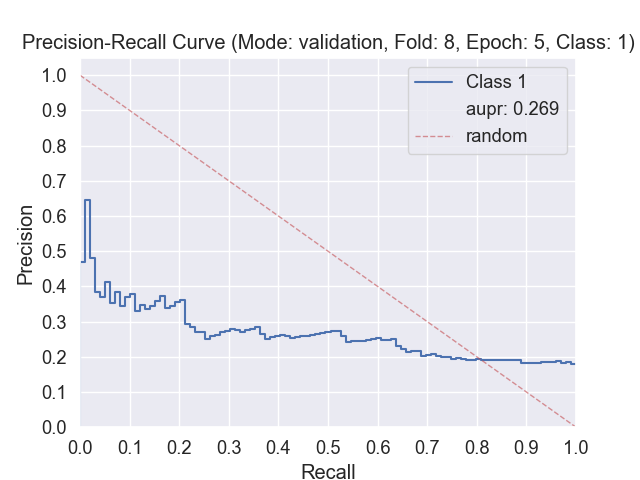 Precision-Recall Curve (Mode: validation, Fold: 8, Epoch: 5, Class: 1)
1.0
0.9
0.8
0.7
0.6
0.5
0.4
0.3
0.2
0.1
0.0
Precision
Class 1
aupr: 0.269
random
0.0 0.1 0.2 0.3 0.4 0.5 0.6 0.7 0.8 0.9 1.0
Recall